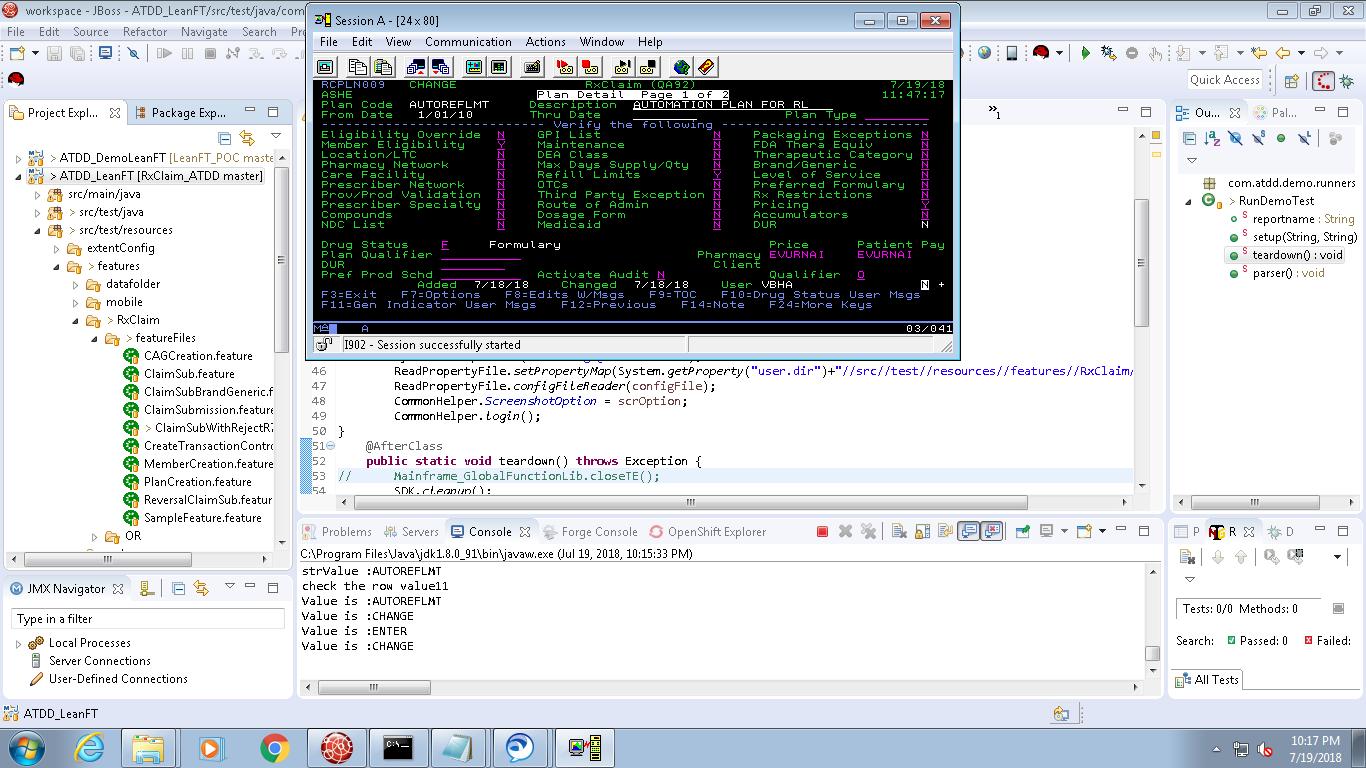 workspace - JBoss - ATDD_LeanFT/src/test/java/com
File Edit Source Refactor Navigate Search
Quick Access
Session A - [24 x 80]
File Edit View Communication Actions Window Help
RCPLN009 CHANGE RxClaim (QA92) 7/19/18
ASHE Plan Detail Page 1 of 2 11:47:17
Plan Code AUTOREFLMT Description AUTOMATION PLAN FOR RL
From Date 1/01/10 Thru Date Plan Type
Verify the following
Eligibility Override N GPI List N Packaging Exceptions N
Member Eligibility Y Maintenance N FDA Thera Equiv N
Location/LTC N DEA Class N Therapeutic Category N
Pharmacy Network N Max Days Supply/Qty N Brand/Generic N
Care Facility N Refill Limits Y Level of Service N
Prescriber Network N OTCs N Preferred Formulary N
Prov/Prod Validation N Third Party Exception N Rx Restrictions N
Prescriber Specialty N Route of Admin N Pricing Y
Compounds N Dosage Form N Accumulators N
NDC List N Medicaid N DUR N
Drug Status F Formulary Price Patient Pay
Plan Qualifier Pharmacy EVURNAI EVURNAI
DUR Client
Pref Prod Schd Activate Audit N Qualifier O
Added 7/18/18 Changed 7/18/18 User VBHA N +
F3=Exit F7=Options F8=Edits W/Msgs F9=TOC F10=Drug Status User Msgs
F11=Gen Indicator User Msgs F12=Previous F14=Note F24=More Keys
MA A 03/041
I902 - Session successfully started
Project Expl... Package Exp...
> ATDD_DemoLeanFT [LeanFT_POC maste
> ATDD_LeanFT [RxClaim_ATDD master]
src/main/java
> src/test/java
> src/test/resources
extentConfig
> features
datafolder
mobile
> RxClaim
> featureFiles
CAGCreation.feature
ClaimSub.feature
ClaimSubBrandGeneric.f
ClaimSubmission.feature
> ClaimSubWithRejectR7
CreateTransactionContro
MemberCreation.feature
PlanCreation.feature
ReversalClaimSub.featur
SampleFeature.feature
OR
46 ReadPropertyFile.setPropertyMap(System.getProperty("user.dir")+"//src//test//resources//features//RxClaim/
47 ReadPropertyFile.configFileReader(configFile);
48 CommonHelper.ScreenshotOption = scrOption;
49 CommonHelper.login();
50 }
51 @AfterClass
52 public static void teardown() throws Exception {
53 // Mainframe_GlobalFunctionLib.closeTE();
54 SDK.cleanup();
Ou... Pal...
com.atdd.demo.runners
> RunDemoTest
reportname : String
setup(String, String)
teardown() : void
parser() : void
Problems Servers Console Forge Console OpenShift Explorer
C:\Program Files\Java\jdk1.8.0_91\bin\javaw.exe (Jul 19, 2018, 10:15:33 PM)
strValue :AUTOREFLMT
check the row value11
Value is :AUTOREFLMT
Value is :CHANGE
Value is :ENTER
Value is :CHANGE
JMX Navigator
Type in a filter
Local Processes
Server Connections
User-Defined Connections
P R D
Tests: 0/0 Methods: 0
Search: Passed: 0 Failed:
All Tests
ATDD_LeanFT
10:17 PM
7/19/2018